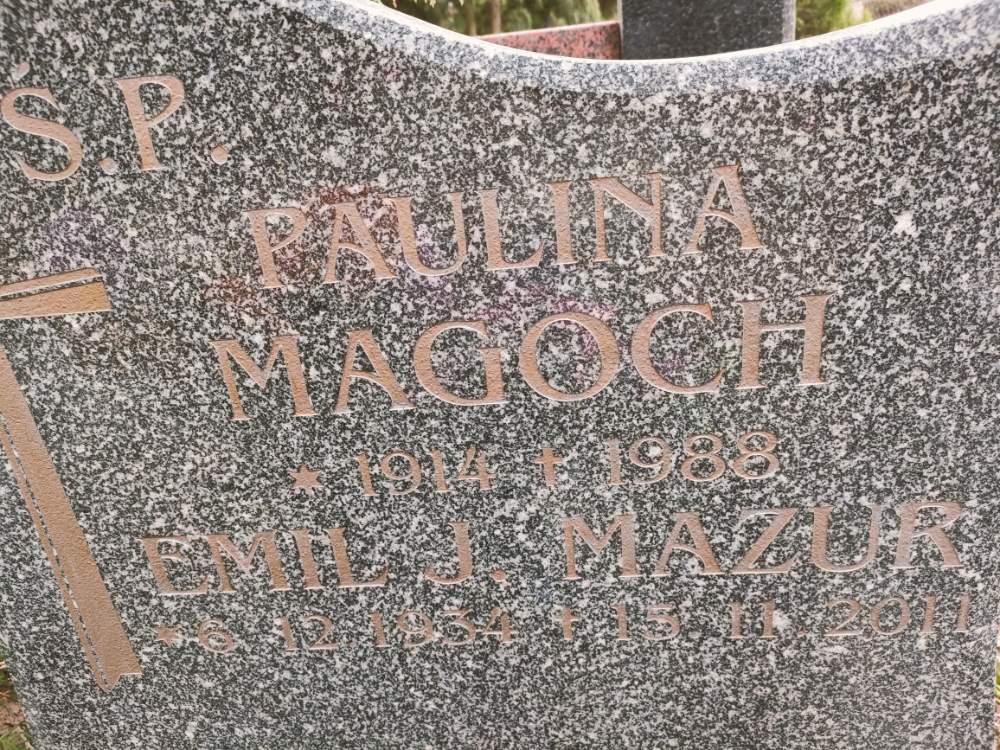 Ś.P.
PAULINA
MAGOCH
* 1914 † 1988
EMIL J. MAZUR
* 6. 12. 1934 † 15. 11. 2011